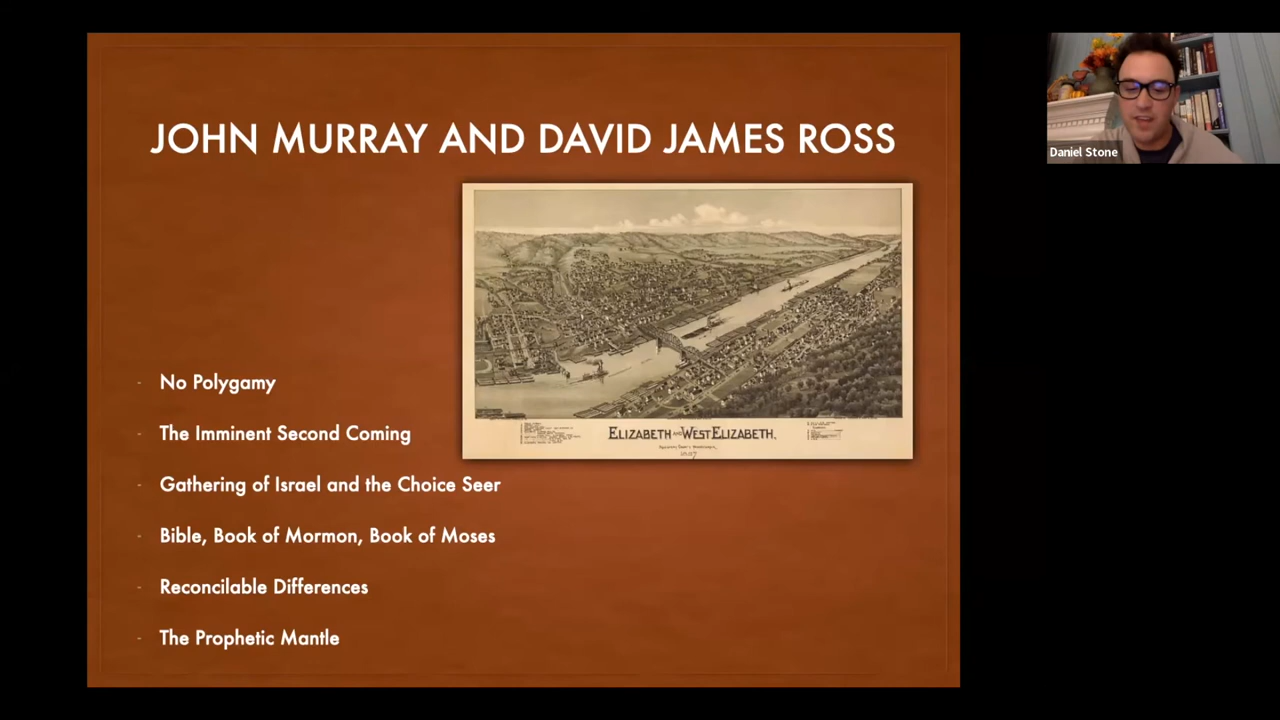 JOHN MURRAY AND DAVID JAMES ROSS
Daniel Stone
ELIZABETH AND WEST ELIZABETH,
1897
- No Polygamy
- The Imminent Second Coming
- Gathering of Israel and the Choice Seer
- Bible, Book of Mormon, Book of Moses
- Reconcilable Differences
- The Prophetic Mantle